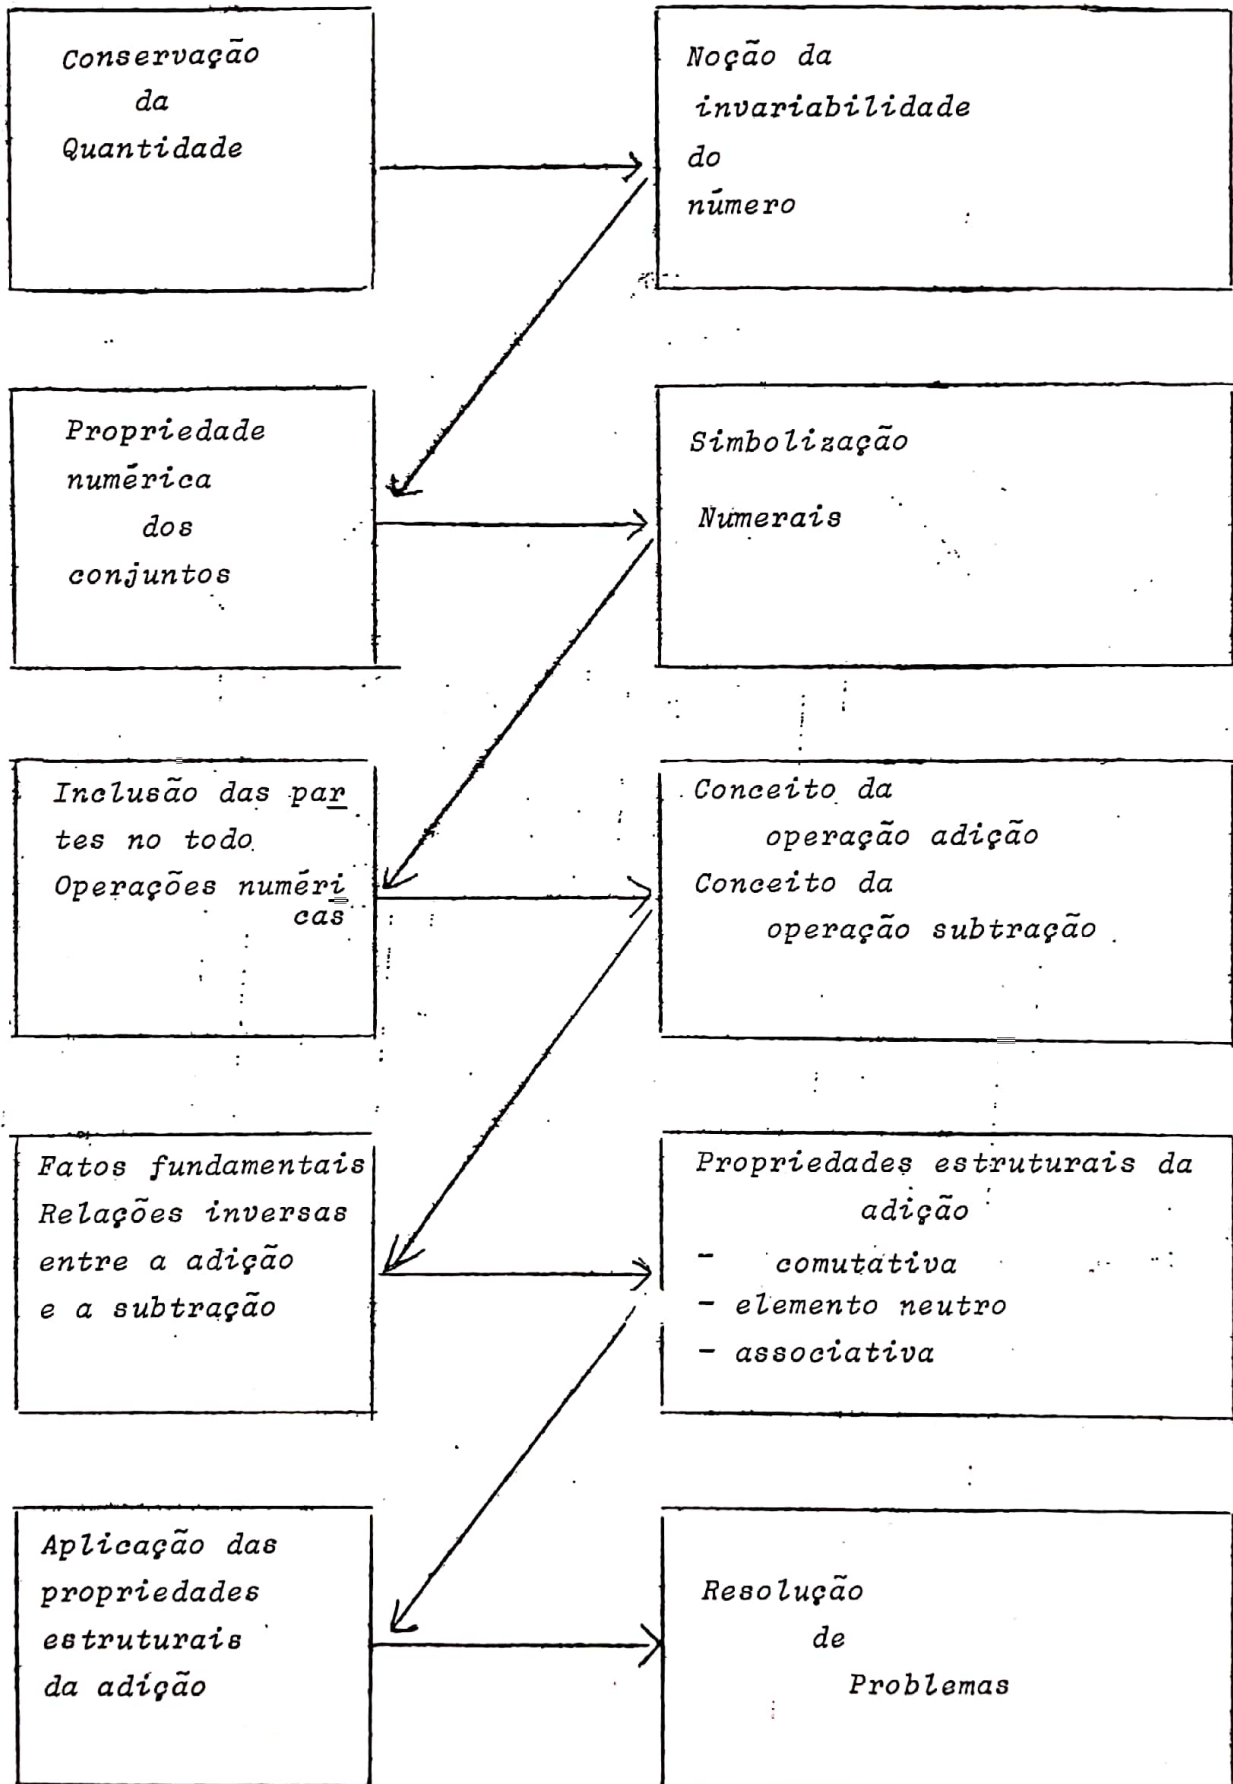 Conservação
da
Quantidade
Noção da
invariabilidade
do
número
Propriedade
numérica
dos
conjuntos
Simbolização
Numerais
Inclusão das par
tes no todo
Operações numéri
cas
Conceito da
operação adição
Conceito da
operação subtração
Fatos fundamentais
Relações inversas
entre a adição
e a subtração
Propriedades estruturais da
adição
- comutativa
- elemento neutro
- associativa
Aplicação das
propriedades
estruturais
da adição
Resolução
de
Problemas